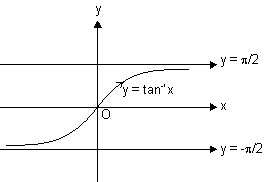 y
y = π/2
y = tan⁻¹ x
x
O
y = -π/2